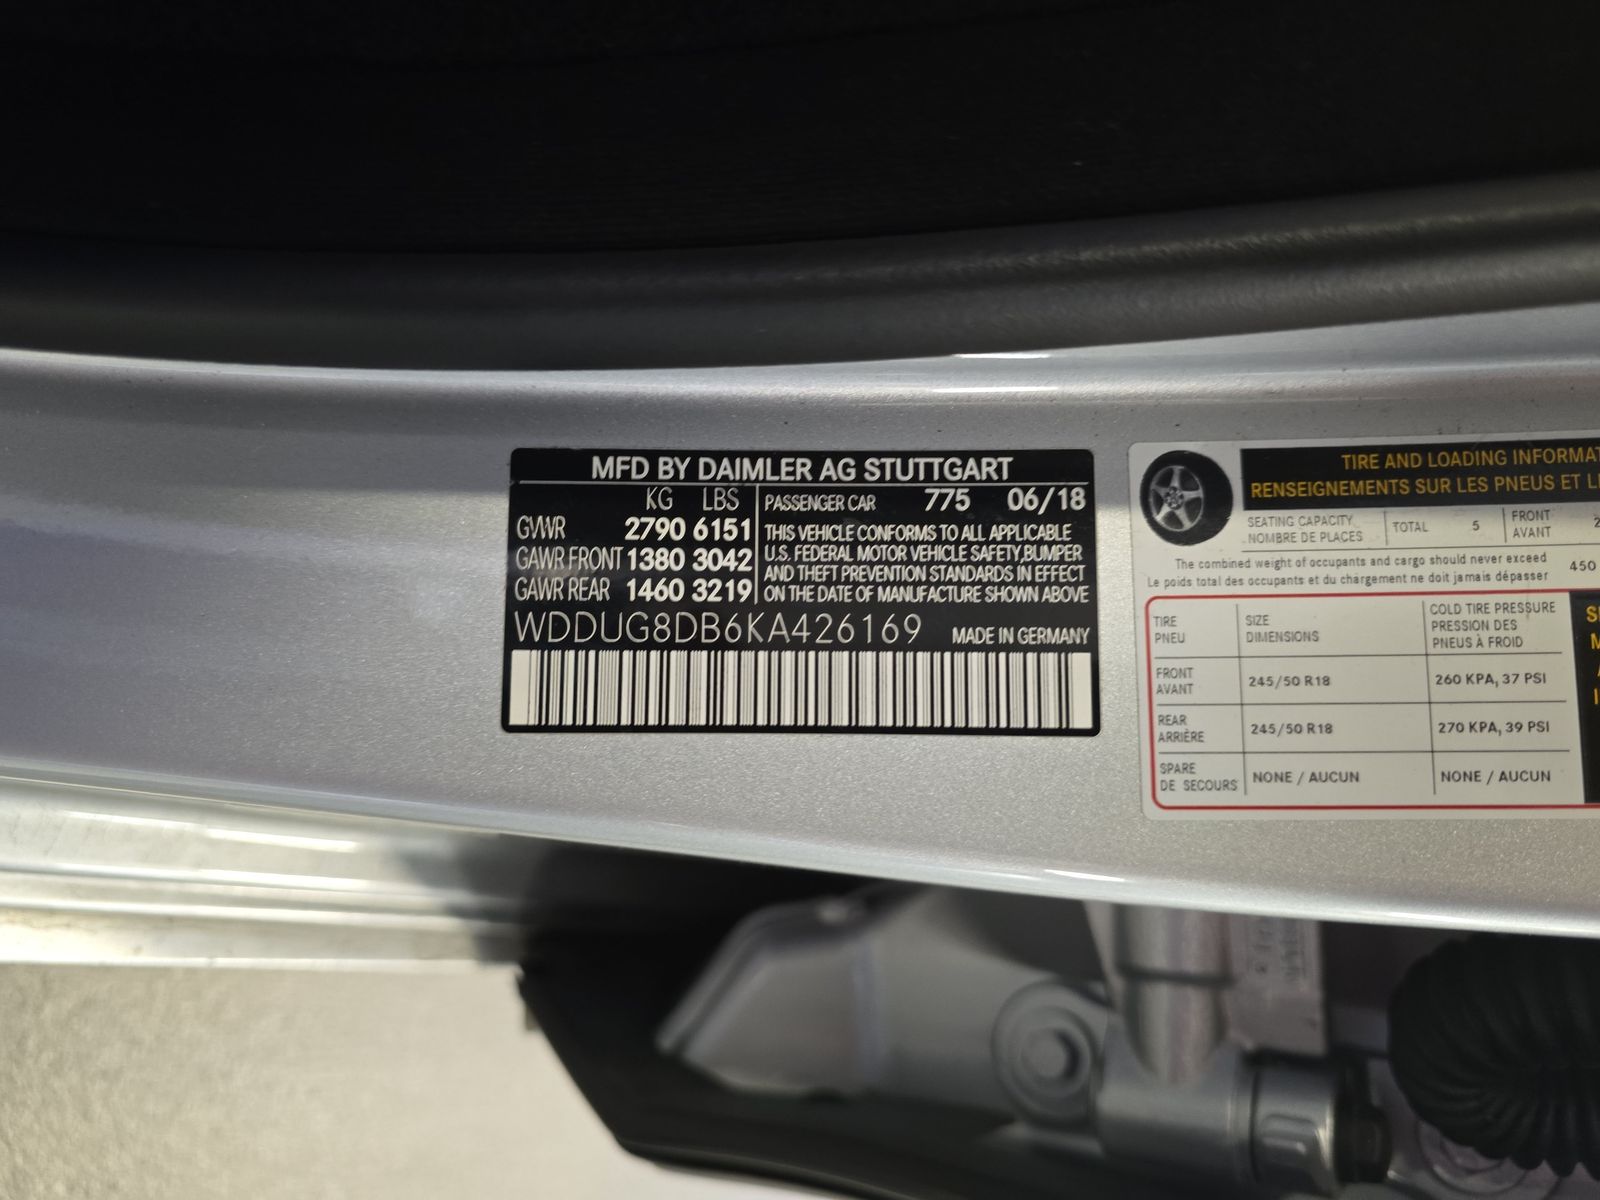 MFD BY DAIMLER AG STUTTGART
KG LBS
GVWR 2790 6151
GAWR FRONT 1380 3042
GAWR REAR 1460 3219
PASSENGER CAR 775 06/18
THIS VEHICLE CONFORMS TO ALL APPLICABLE
U.S. FEDERAL MOTOR VEHICLE SAFETY,BUMPER
AND THEFT PREVENTION STANDARDS IN EFFECT
ON THE DATE OF MANUFACTURE SHOWN ABOVE
WDDUG8DB6KA426169 MADE IN GERMANY
TIRE AND LOADING INFORMAT
RENSEIGNEMENTS SUR LES PNEUS ET L
SEATING CAPACITY
NOMBRE DE PLACES
TOTAL 5
FRONT
AVANT
2
The combined weight of occupants and cargo should never exceed
Le poids total des occupants et du chargement ne doit jamais dépasser
450
TIRE
PNEU
SIZE
DIMENSIONS
COLD TIRE PRESSURE
PRESSION DES
PNEUS À FROID
FRONT
AVANT
245/50 R18
260 KPA, 37 PSI
REAR
ARRIÈRE
245/50 R18
270 KPA, 39 PSI
SPARE
DE SECOURS
NONE / AUCUN
NONE / AUCUN